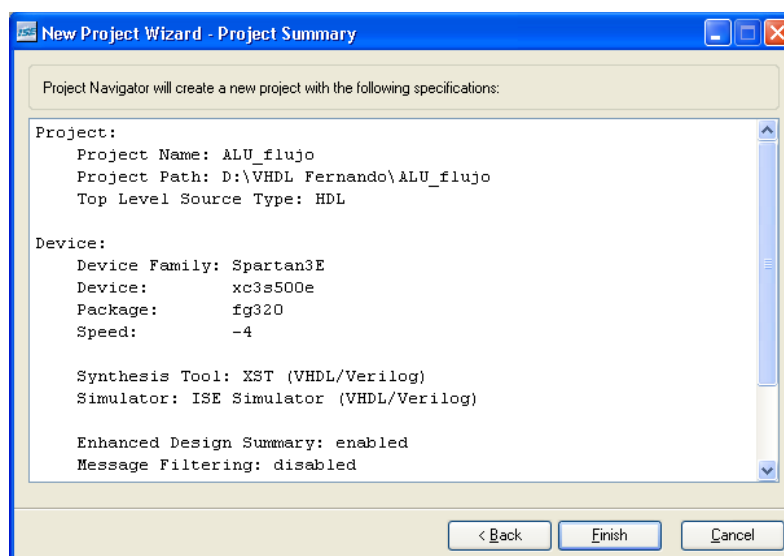 ISE New Project Wizard - Project Summary
Project Navigator will create a new project with the following specifications:
Project:
Project Name: ALU_flujo
Project Path: D:\VHDL Fernando\ALU_flujo
Top Level Source Type: HDL
Device:
Device Family: Spartan3E
Device: xc3s500e
Package: fg320
Speed: -4
Synthesis Tool: XST (VHDL/Verilog)
Simulator: ISE Simulator (VHDL/Verilog)
Enhanced Design Summary: enabled
Message Filtering: disabled
< Back Finish Cancel